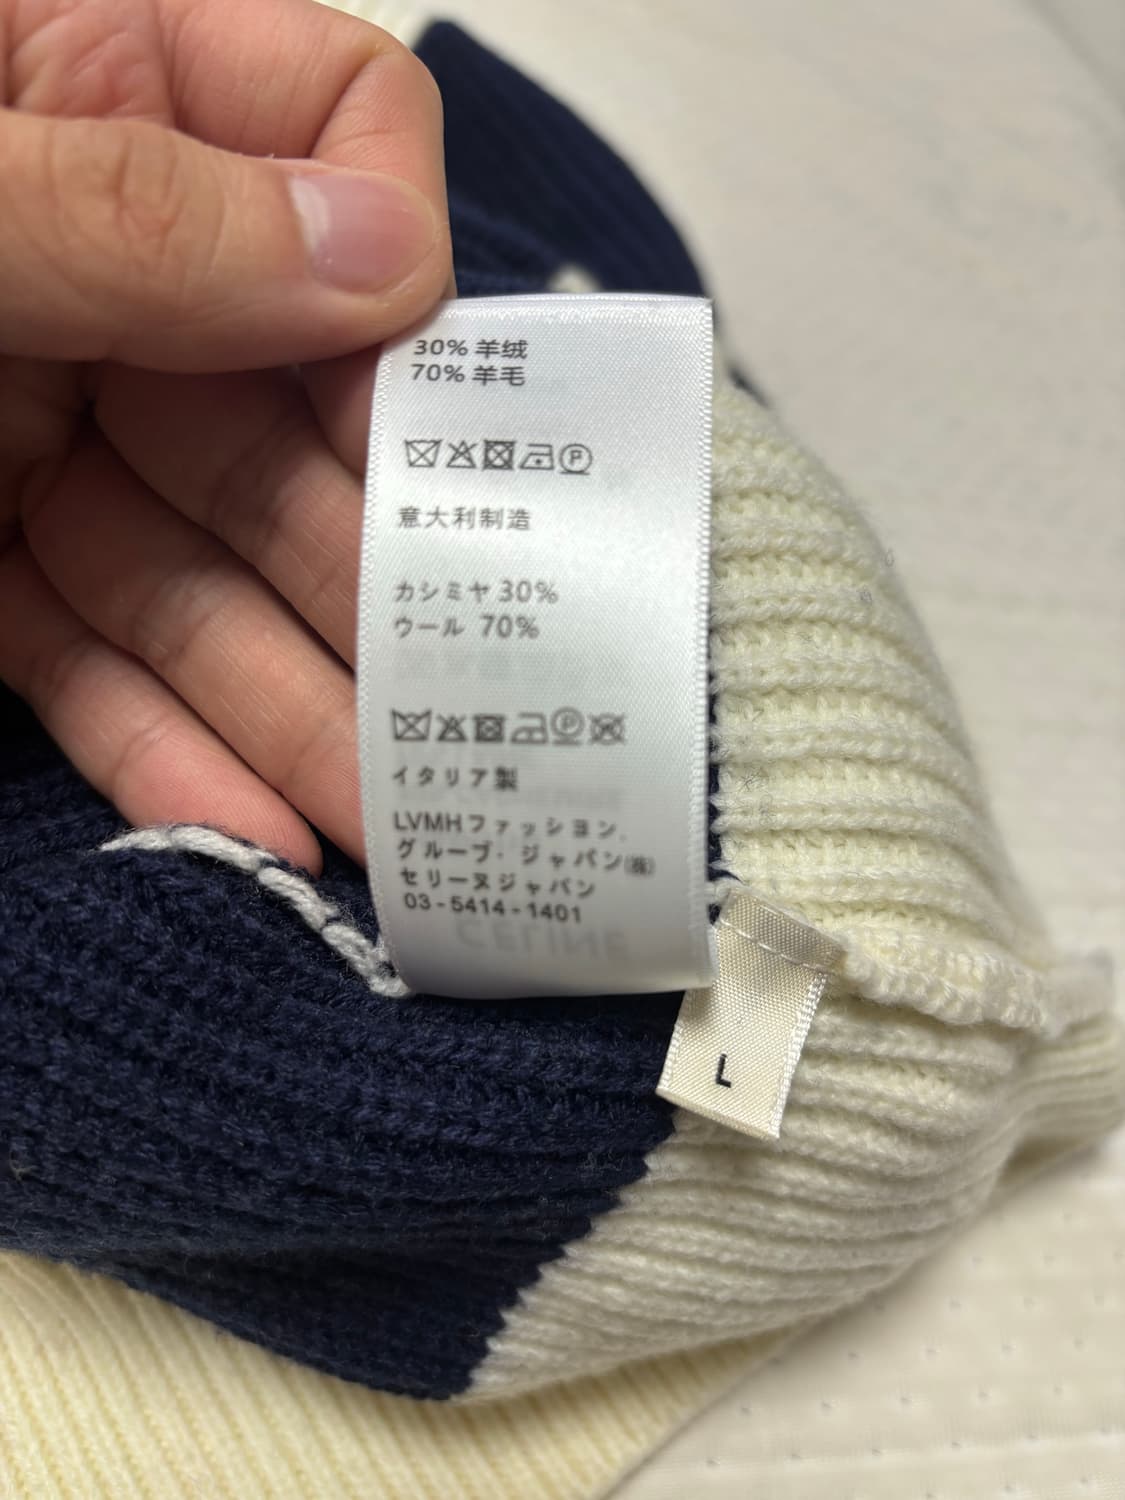 30% 羊绒
70% 羊毛
P
意大利制造
カシミヤ 30%
ウール 70%
P
イタリア製
LVMHファッション.
グループ・ジャパン(株)
セリーヌジャパン
03-5414-1401
CELINE
L